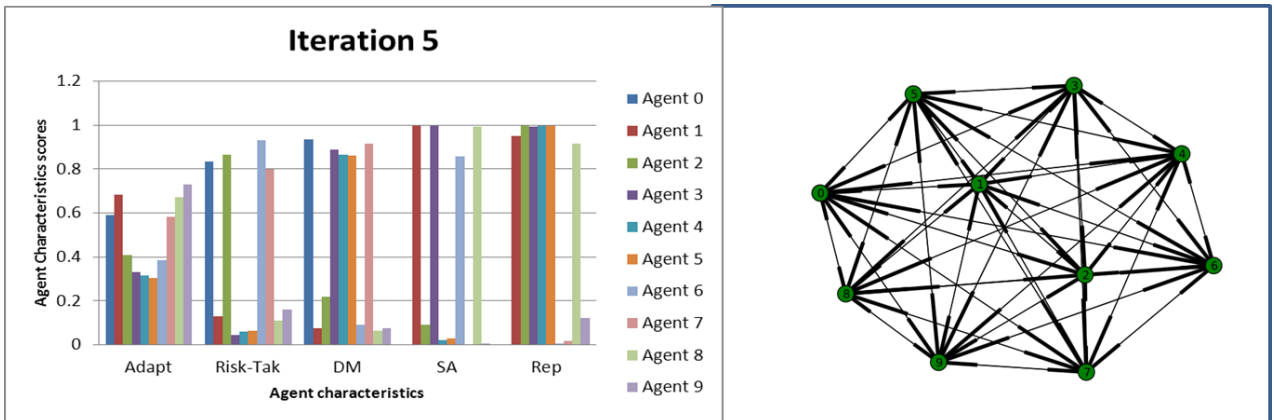 Iteration 5
Agent Characteristics scores
1.2
1
0.8
0.6
0.4
0.2
0
Adapt
Risk-Tak
DM
SA
Rep
Agent characteristics
Agent 0
Agent 1
Agent 2
Agent 3
Agent 4
Agent 5
Agent 6
Agent 7
Agent 8
Agent 9
5
3
4
1
0
2
6
8
9
7